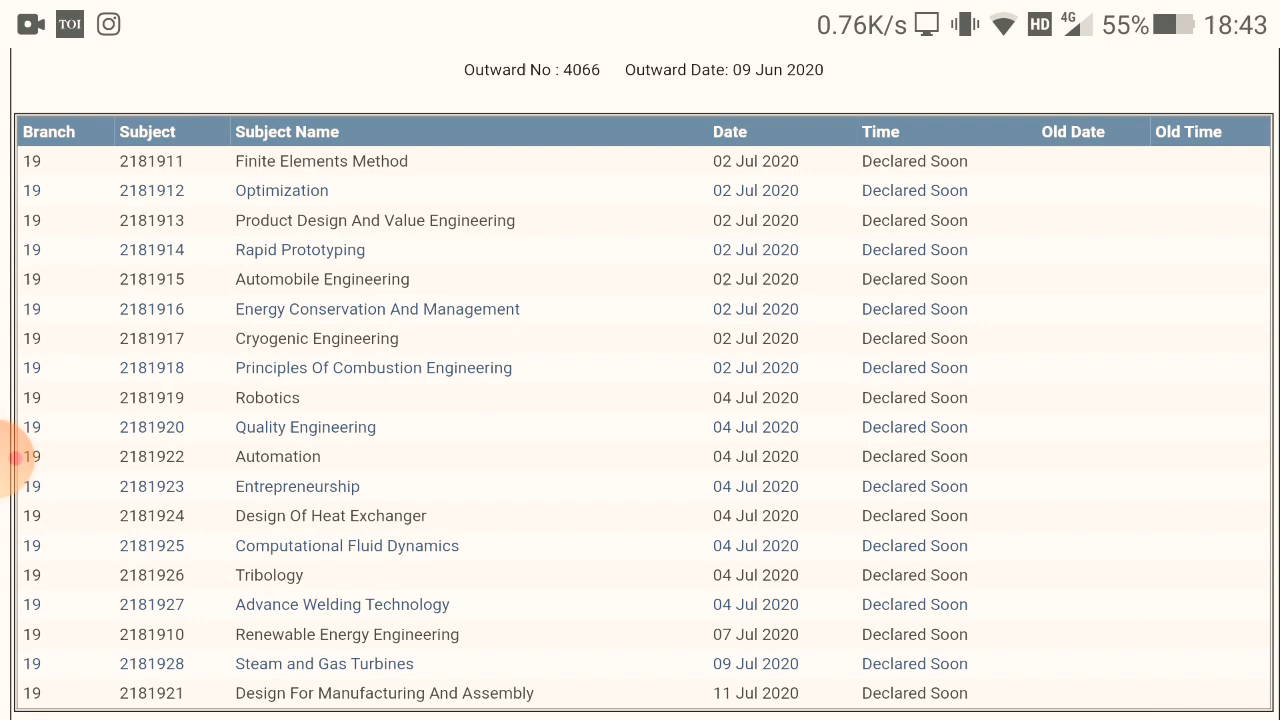 TOI 0.76K/s HD 4G 55% 18:43
Outward No : 4066 Outward Date: 09 Jun 2020
Branch Subject Subject Name Date Time Old Date Old Time
19 2181911 Finite Elements Method 02 Jul 2020 Declared Soon
19 2181912 Optimization 02 Jul 2020 Declared Soon
19 2181913 Product Design And Value Engineering 02 Jul 2020 Declared Soon
19 2181914 Rapid Prototyping 02 Jul 2020 Declared Soon
19 2181915 Automobile Engineering 02 Jul 2020 Declared Soon
19 2181916 Energy Conservation And Management 02 Jul 2020 Declared Soon
19 2181917 Cryogenic Engineering 02 Jul 2020 Declared Soon
19 2181918 Principles Of Combustion Engineering 02 Jul 2020 Declared Soon
19 2181919 Robotics 04 Jul 2020 Declared Soon
19 2181920 Quality Engineering 04 Jul 2020 Declared Soon
19 2181922 Automation 04 Jul 2020 Declared Soon
19 2181923 Entrepreneurship 04 Jul 2020 Declared Soon
19 2181924 Design Of Heat Exchanger 04 Jul 2020 Declared Soon
19 2181925 Computational Fluid Dynamics 04 Jul 2020 Declared Soon
19 2181926 Tribology 04 Jul 2020 Declared Soon
19 2181927 Advance Welding Technology 04 Jul 2020 Declared Soon
19 2181910 Renewable Energy Engineering 07 Jul 2020 Declared Soon
19 2181928 Steam and Gas Turbines 09 Jul 2020 Declared Soon
19 2181921 Design For Manufacturing And Assembly 11 Jul 2020 Declared Soon